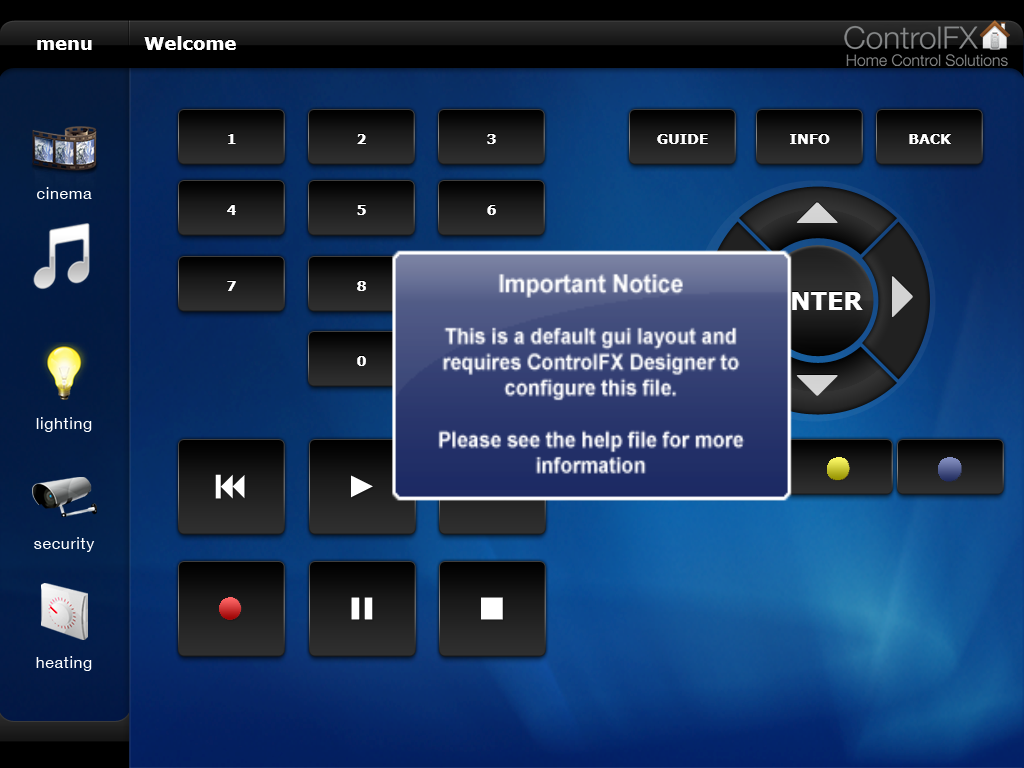 menu
Welcome
ControlFX
Home Control Solutions
cinema
lighting
security
heating
1
2
3
GUIDE
INFO
BACK
4
5
6
7
8
0
Important Notice
This is a default gui layout and
requires ControlFX Designer to
configure this file.
Please see the help file for more
information
NTER